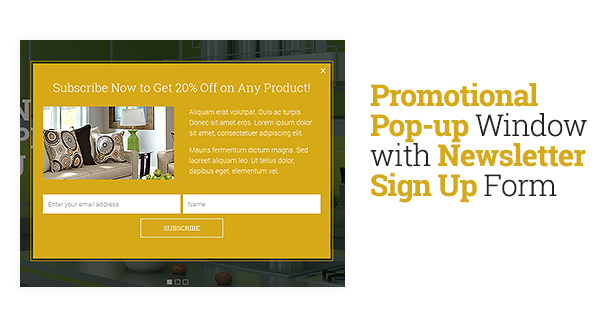 x
Subscribe Now to Get 20% Off on Any Product!
Aliquam erat volutpat. Duis ac turpis.
Donec sit amet eros. Lorem ipsum dolor
sit amet, consectetuer adipiscing elit.
Mauris fermentum dictum magna. Sed
laoreet aliquam leo. Ut tellus dolor,
dapibus eget, elementum vel.
Enter your email address
Name
SUBSCRIBE
Promotional
Pop-up Window
with Newsletter
Sign Up Form